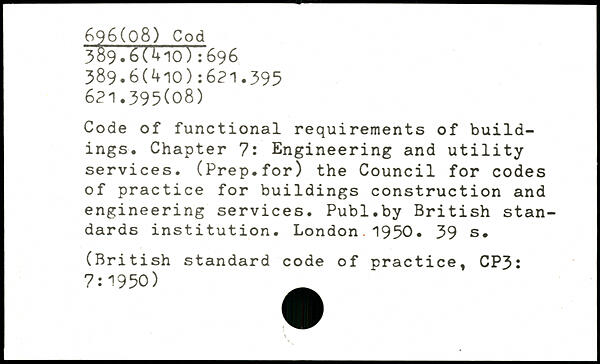 696(08) Cod
389.6(410):696
389.6(410):621.395
621.395(08)
Code of functional requirements of build-
ings. Chapter 7: Engineering and utility
services. (Prep.for) the Council for codes
of practice for buildings construction and
engineering services. Publ.by British stan-
dards institution. London 1950. 39 s.
(British standard code of practice, CP3:
7:1950)